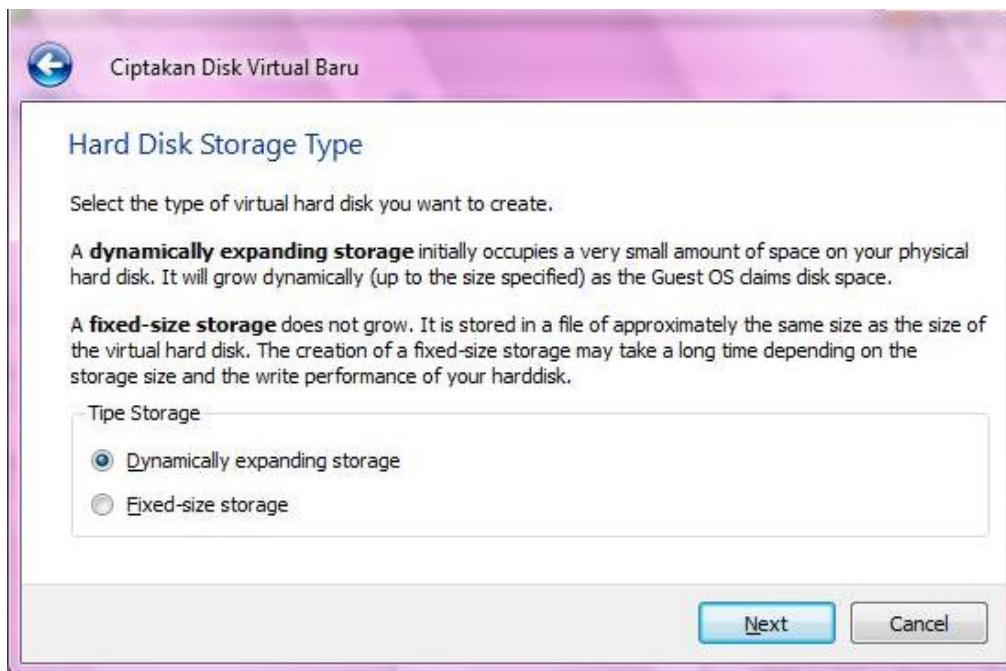 Ciptakan Disk Virtual Baru
Hard Disk Storage Type
Select the type of virtual hard disk you want to create.
A dynamically expanding storage initially occupies a very small amount of space on your physical
hard disk. It will grow dynamically (up to the size specified) as the Guest OS claims disk space.
A fixed-size storage does not grow. It is stored in a file of approximately the same size as the size of
the virtual hard disk. The creation of a fixed-size storage may take a long time depending on the
storage size and the write performance of your harddisk.
Tipe Storage
Dynamically expanding storage
Fixed-size storage
Next
Cancel